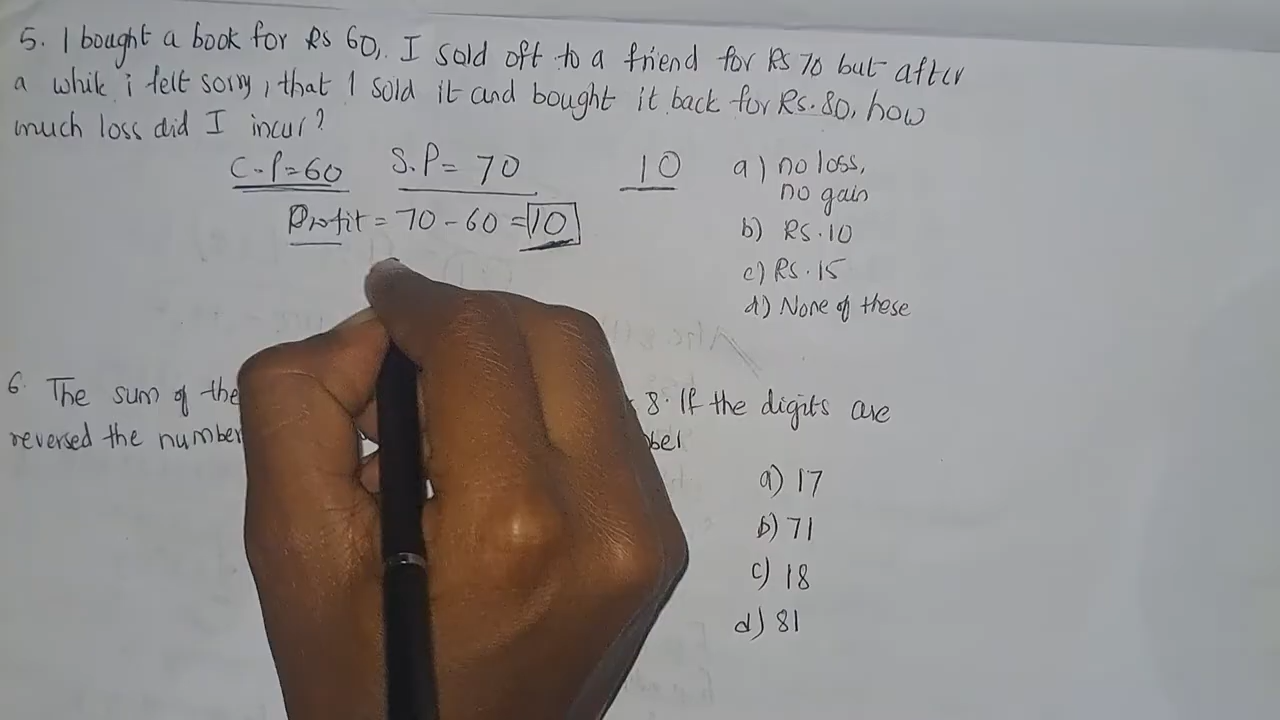 5. I bought a book for Rs 60, I sold off to a friend for Rs 70 but after
a while i felt sorry, that I sold it and bought it back for Rs.80, how
much loss did I incur?
C.P=60 S.P= 70 10
Profit = 70 - 60 = 10
a) no loss,
no gain
b) Rs.10
c) Rs.15
d) None of these
6. The sum of the 8. If the digits are
reversed the number
a) 17
b) 71
c) 18
d) 81